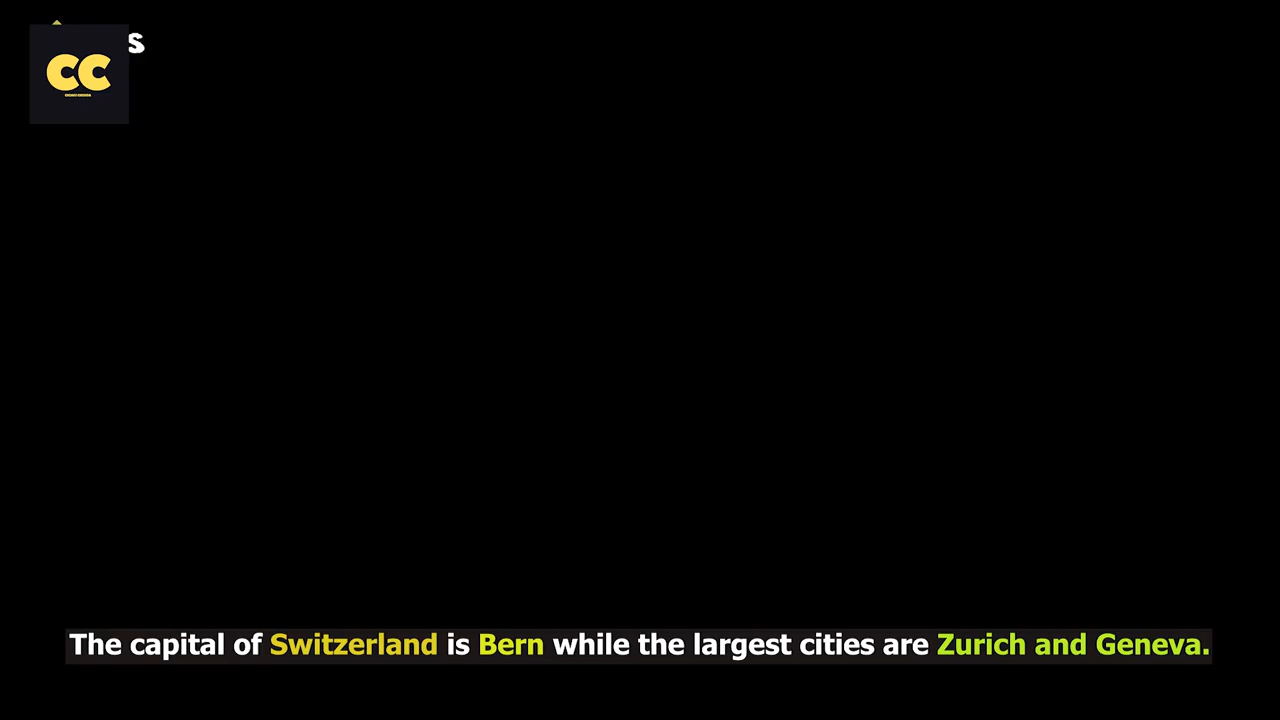 s
CC
The capital of Switzerland is Bern while the largest cities are Zurich and Geneva.